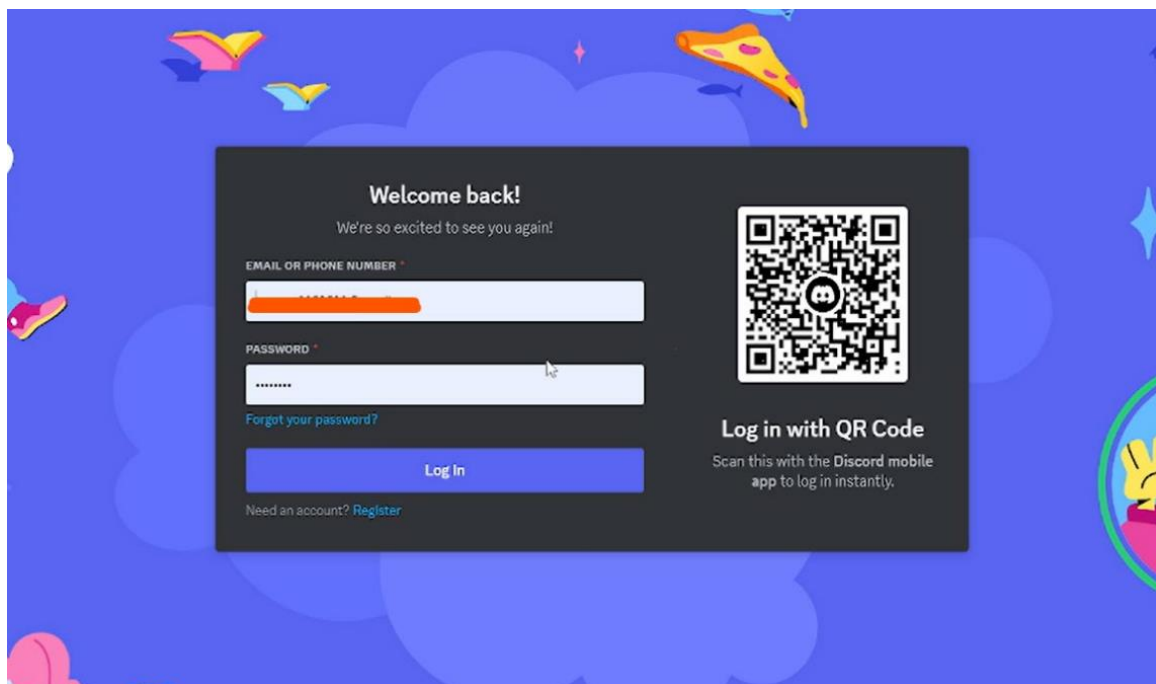 Welcome back!
We're so excited to see you again!
EMAIL OR PHONE NUMBER *
PASSWORD *
••••••••
Forgot your password?
Log In
Need an account? Register
Log in with QR Code
Scan this with the Discord mobile
app to log in instantly.